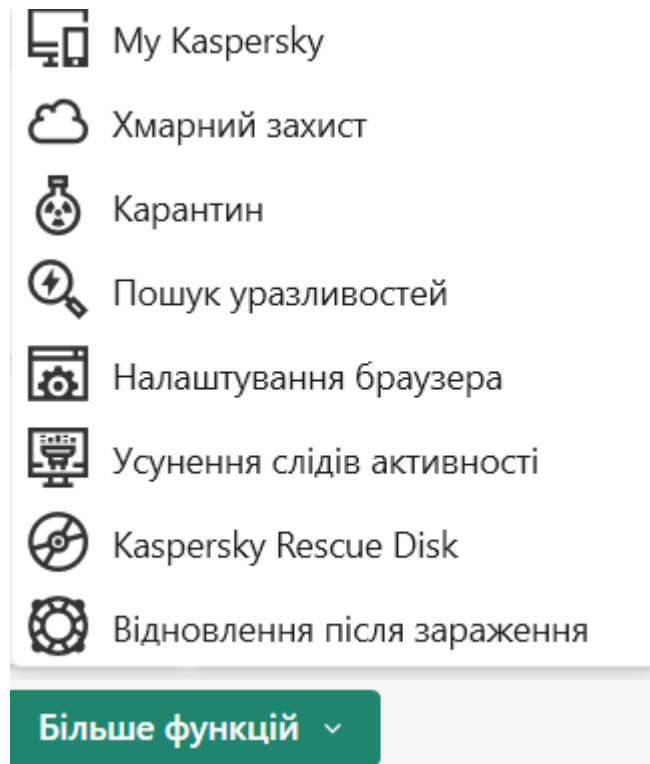 My Kaspersky
Хмарний захист
Карантин
Пошук уразливостей
Налаштування браузера
Усунення слідів активності
Kaspersky Rescue Disk
Відновлення після зараження
Більше функцій